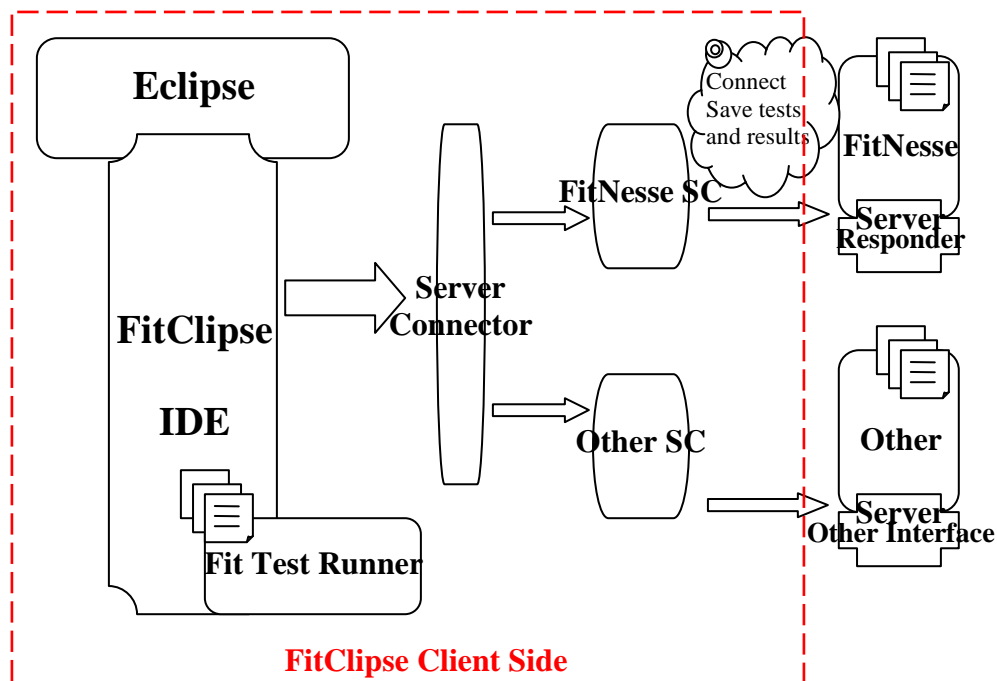 Eclipse
FitClipse
IDE
Fit Test Runner
Server
Connector
FitNesse SC
Other SC
Connect
Save tests
and results
FitNesse
Server
Responder
Other
Server
Other Interface
FitClipse Client Side